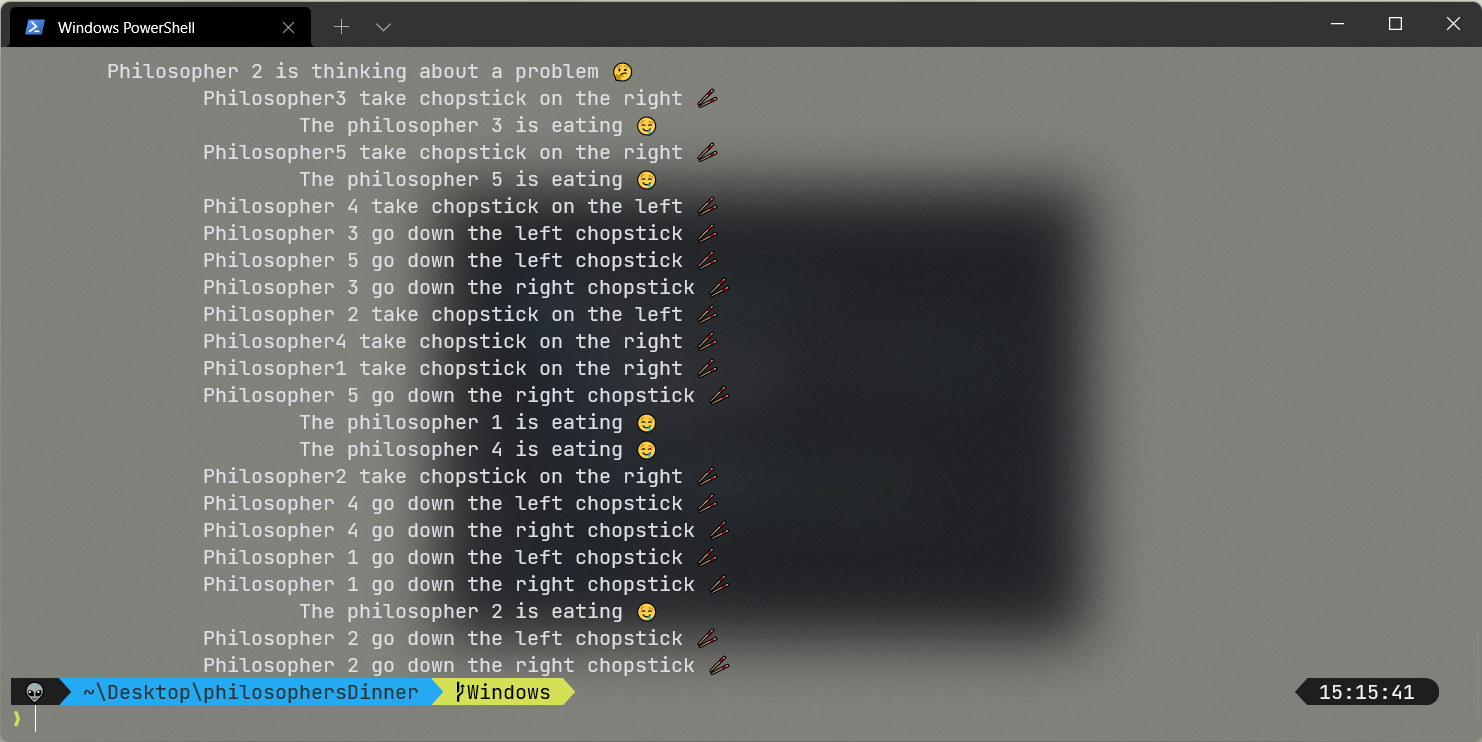 Windows PowerShell
Philosopher 2 is thinking about a problem 🤔
Philosopher3 take chopstick on the right 🥢
The philosopher 3 is eating 🤤
Philosopher5 take chopstick on the right 🥢
The philosopher 5 is eating 🤤
Philosopher 4 take chopstick on the left 🥢
Philosopher 3 go down the left chopstick 🥢
Philosopher 5 go down the left chopstick 🥢
Philosopher 3 go down the right chopstick 🥢
Philosopher 2 take chopstick on the left 🥢
Philosopher4 take chopstick on the right 🥢
Philosopher1 take chopstick on the right 🥢
Philosopher 5 go down the right chopstick 🥢
The philosopher 1 is eating 🤤
The philosopher 4 is eating 🤤
Philosopher2 take chopstick on the right 🥢
Philosopher 4 go down the left chopstick 🥢
Philosopher 4 go down the right chopstick 🥢
Philosopher 1 go down the left chopstick 🥢
Philosopher 1 go down the right chopstick 🥢
The philosopher 2 is eating 🤤
Philosopher 2 go down the left chopstick 🥢
Philosopher 2 go down the right chopstick 🥢
👽 ~\Desktop\philosophersDinner Windows 15:15:41
❯